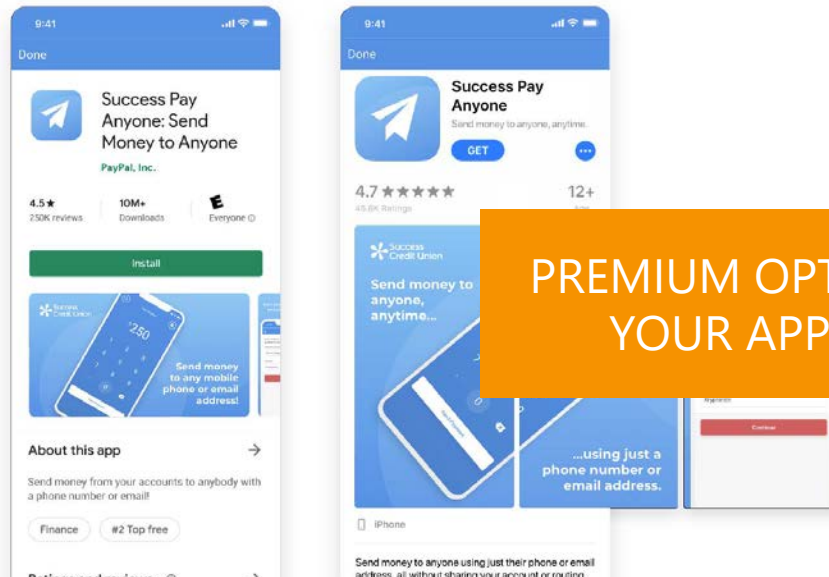 9:41
Done
Success Pay
Anyone: Send
Money to Anyone
PayPal, Inc.
4.5★
250K reviews
10M+
Downloads
E
Everyone
Install
Success
Credit Union
250
Send money
to any mobile
phone or email
address!
About this app
Send money from your accounts to anybody with
a phone number or email!
Finance
#2 Top free
9:41
Done
Success Pay
Anyone
Send money to anyone, anytime.
GET
4.7 ★★★★★
45.6K Ratings
12+
Success
Credit Union
Send money to
anyone,
anytime...
...using just a
phone number or
email address.
Continue
iPhone
Send money to anyone using just their phone or email
address, all without sharing your account or routing
PREMIUM OPT
YOUR APP